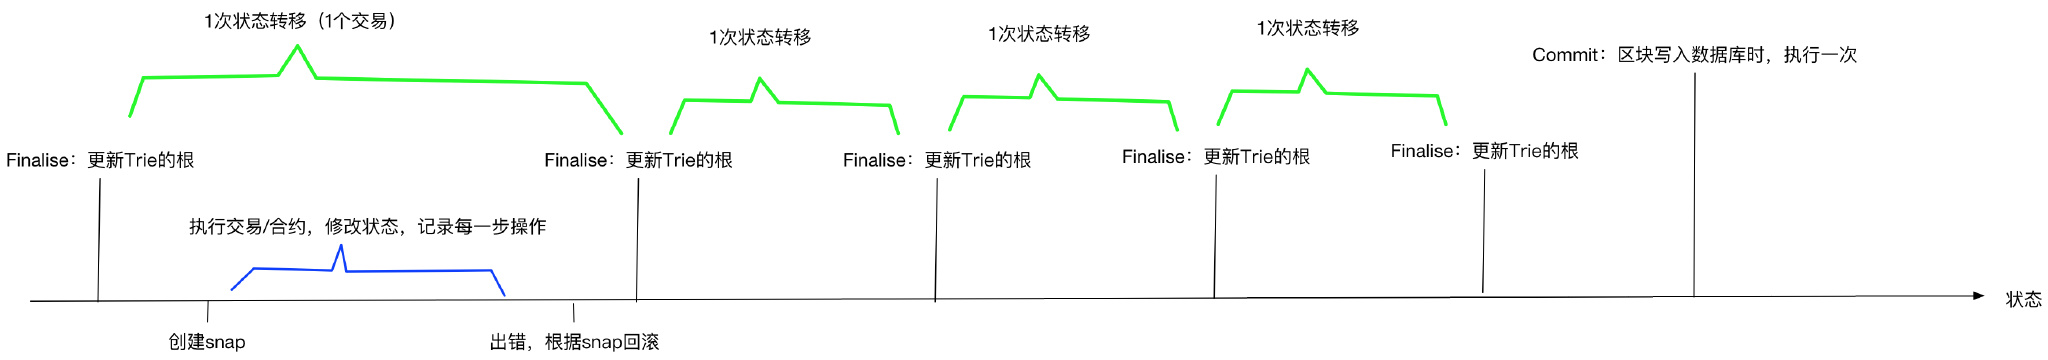 1次状态转移（1个交易）
1次状态转移
1次状态转移
1次状态转移
Commit：区块写入数据库时，执行一次
Finalise：更新Trie的根
Finalise：更新Trie的根
Finalise：更新Trie的根
Finalise：更新Trie的根
Finalise：更新Trie的根
执行交易/合约，修改状态，记录每一步操作
状态
创建snap
出错，根据snap回滚